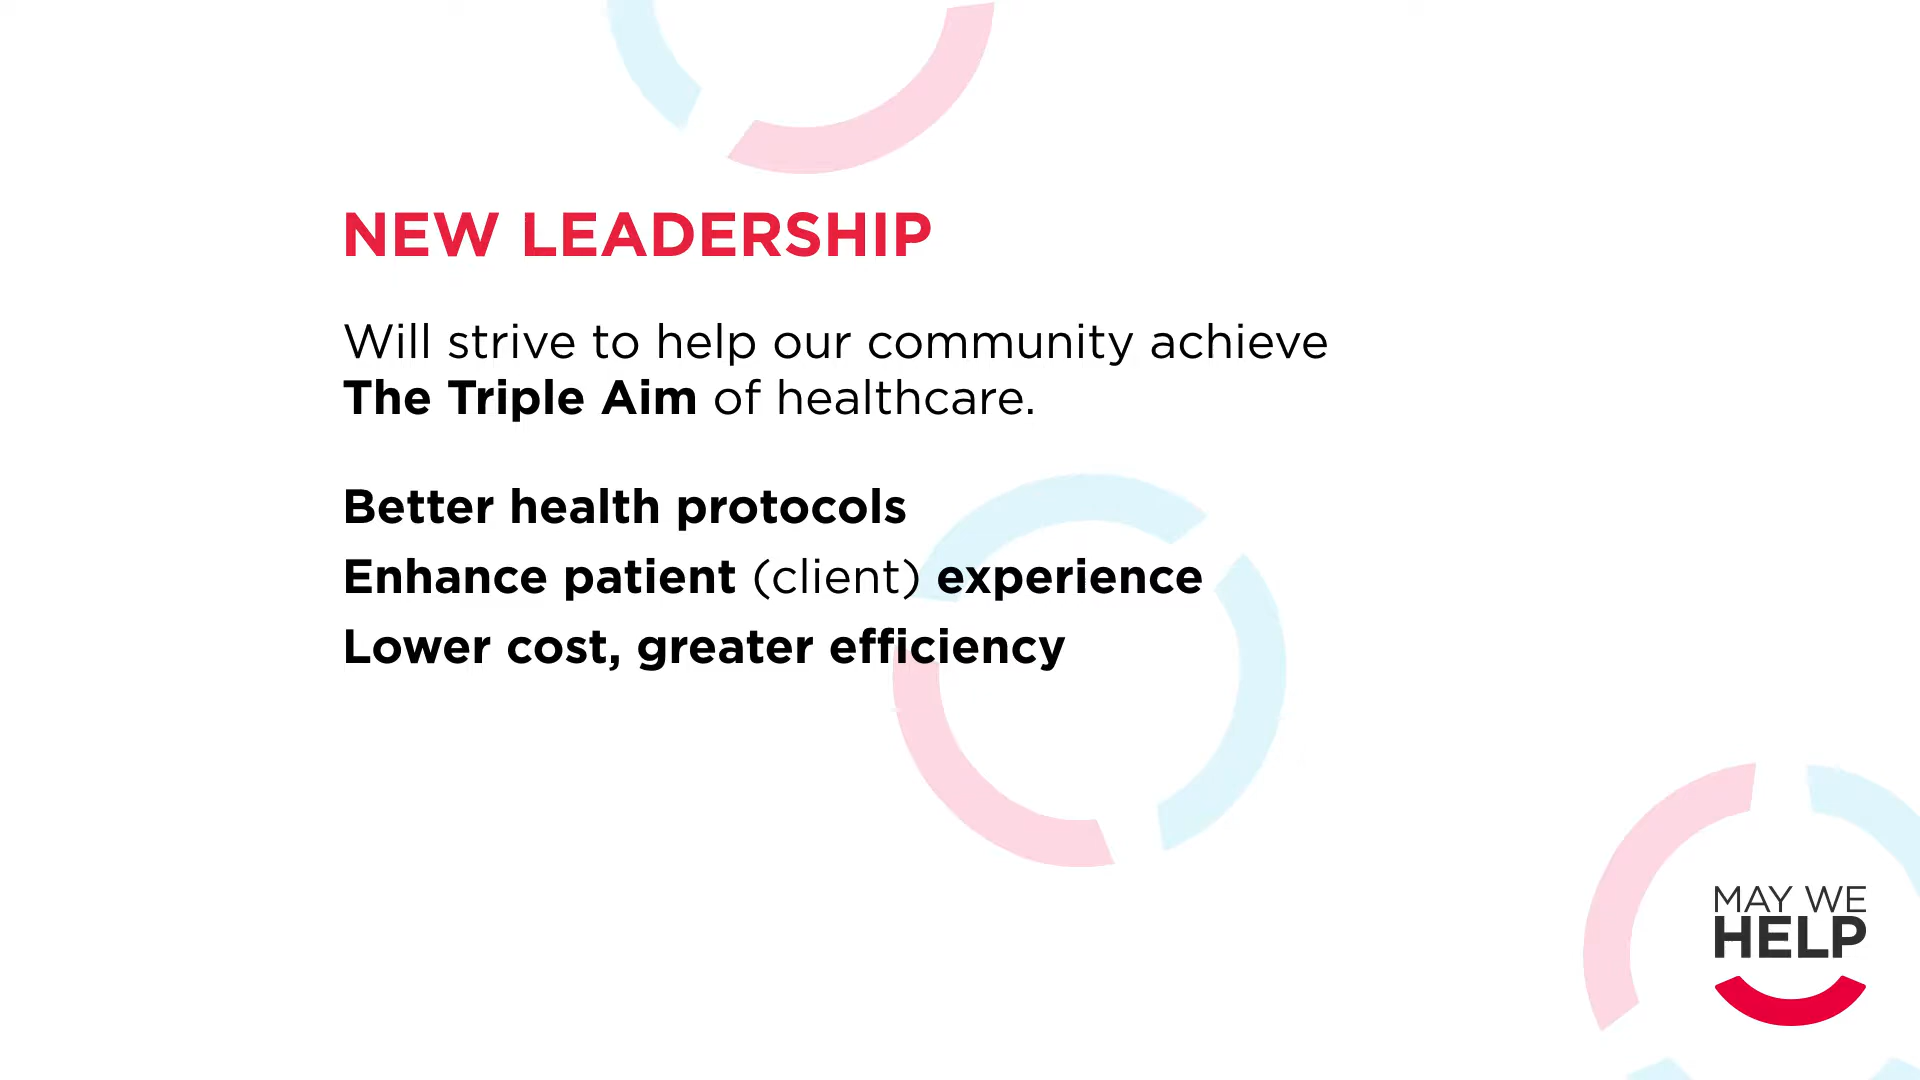 NEW LEADERSHIP
Will strive to help our community achieve
The Triple Aim of healthcare.
Better health protocols
Enhance patient (client) experience
Lower cost, greater efficiency
MAY WE
HELP